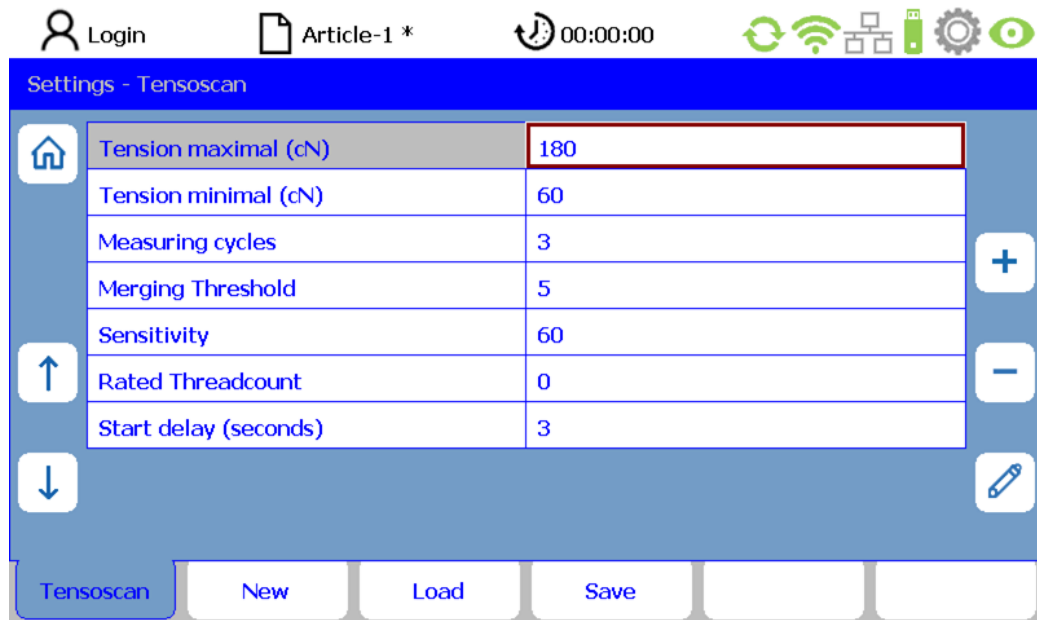 Login Article-1 * 00:00:00
Settings - Tensoscan
Tension maximal (cN) 180
Tension minimal (cN) 60
Measuring cycles 3
Merging Threshold 5
Sensitivity 60
Rated Threadcount 0
Start delay (seconds) 3
Tensoscan New Load Save